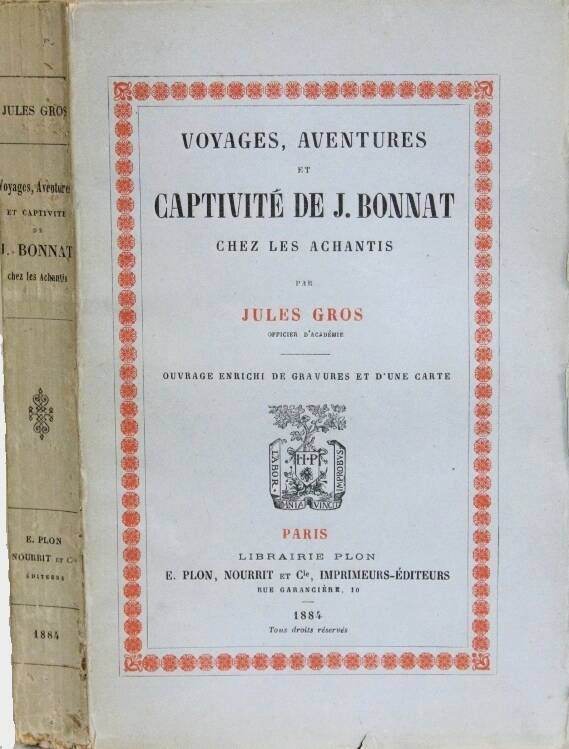 JULES GROS
Voyages, Aventures
ET CAPTIVITÉ
DE
J. BONNAT
chez les Achantis
E. PLON
NOURRIT ET Cie
ÉDITEURS
1884
VOYAGES, AVENTURES
ET
CAPTIVITÉ DE J. BONNAT
CHEZ LES ACHANTIS
PAR
JULES GROS
OFFICIER D'ACADÉMIE
OUVRAGE ENRICHI DE GRAVURES ET D'UNE CARTE
LABOR
H·P
IMPROBVS
OMNIA VINCIT
PARIS
LIBRAIRIE PLON
E. PLON, NOURRIT ET Cie, IMPRIMEURS-ÉDITEURS
RUE GARANCIÈRE, 10
1884
Tous droits réservés